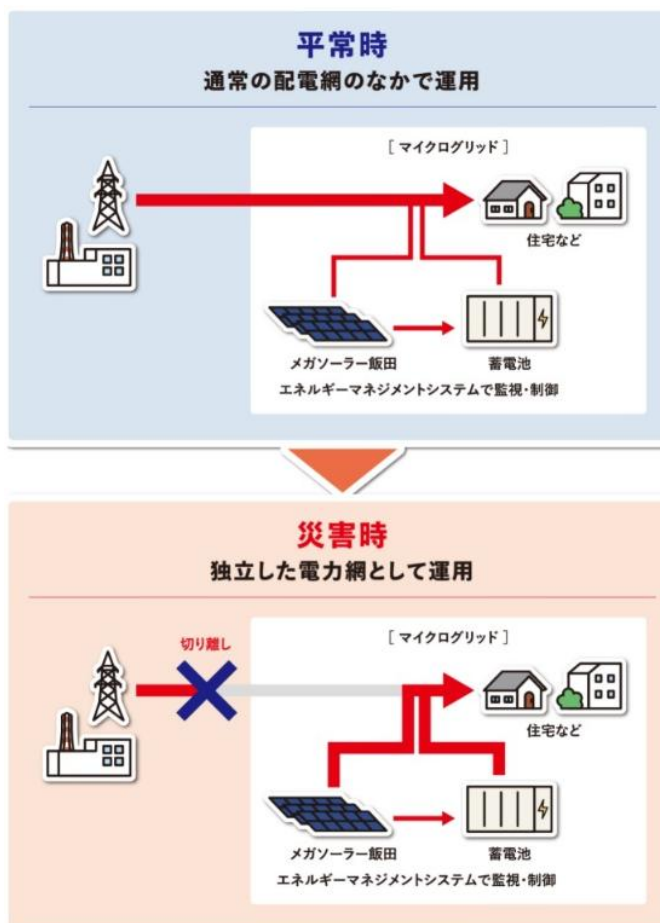 平常時
通常の配電網のなかで運用
[ マイクログリッド ]
住宅など
メガソーラー飯田
蓄電池
エネルギーマネジメントシステムで監視・制御
災害時
独立した電力網として運用
切り離し
[ マイクログリッド ]
住宅など
メガソーラー飯田
蓄電池
エネルギーマネジメントシステムで監視・制御